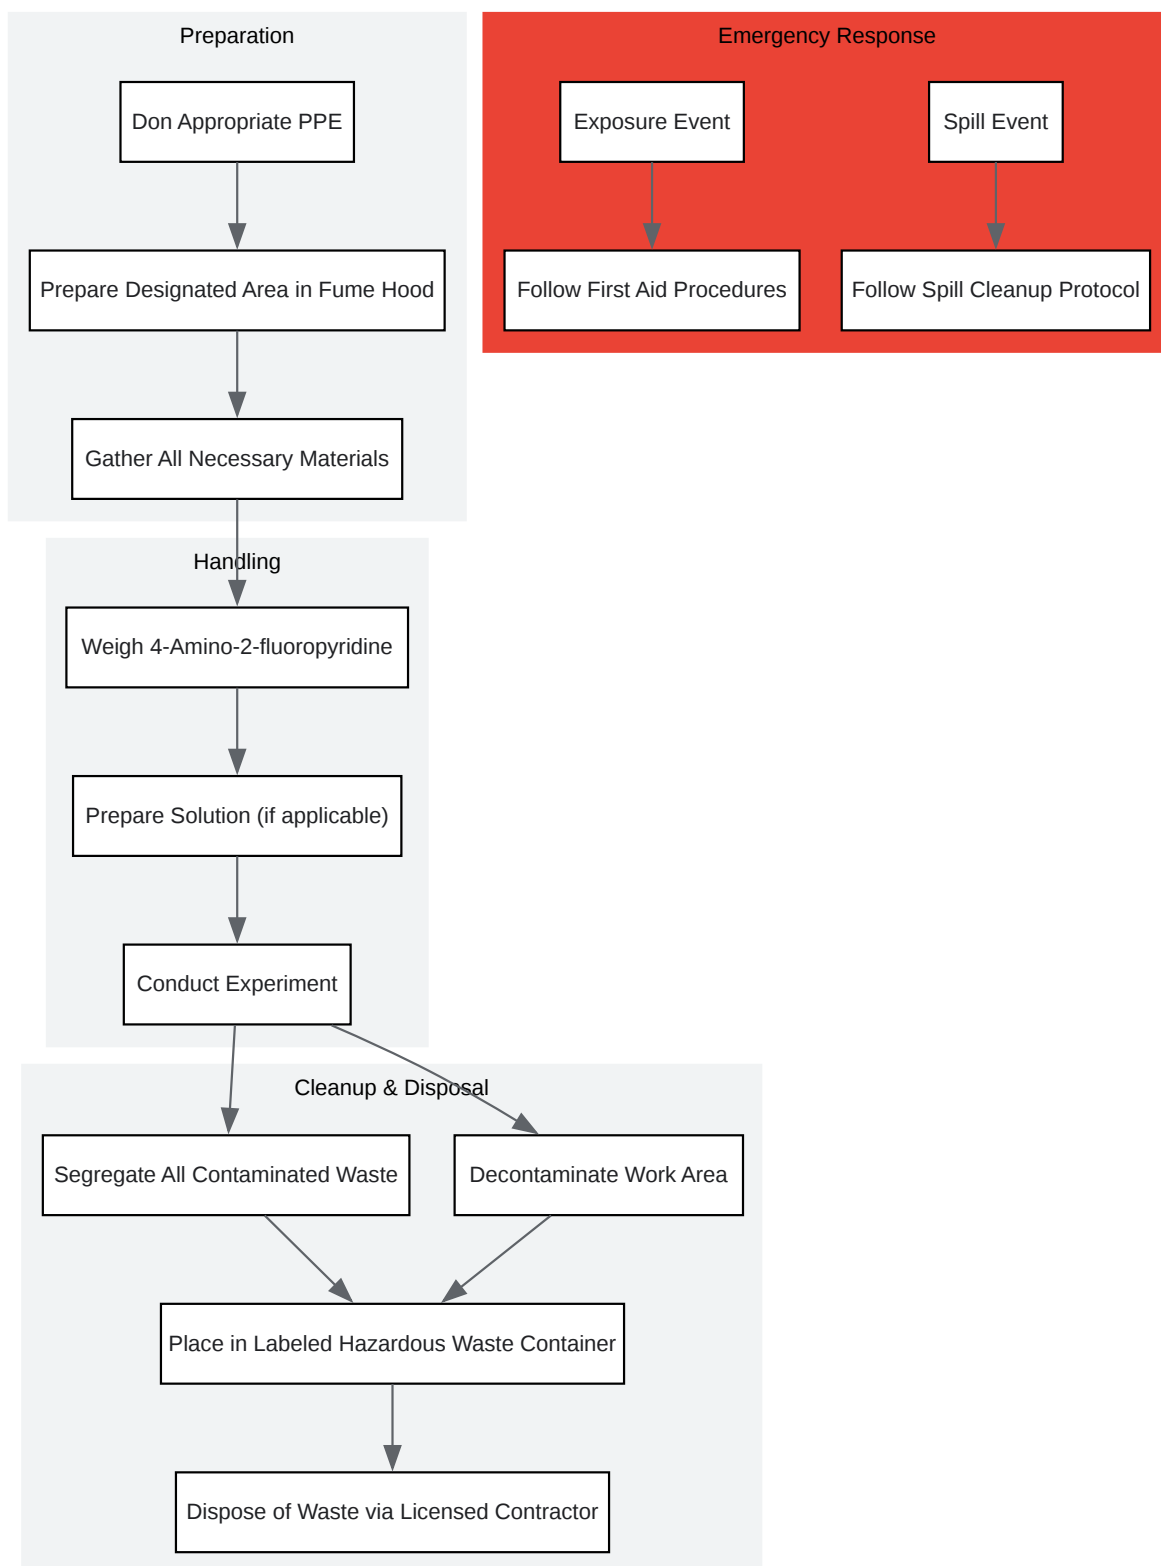 Preparation
Don Appropriate PPE
Prepare Designated Area in Fume Hood
Gather All Necessary Materials
Emergency Response
Exposure Event
Spill Event
Follow First Aid Procedures
Follow Spill Cleanup Protocol
Handling
Weigh 4-Amino-2-fluoropyridine
Prepare Solution (if applicable)
Conduct Experiment
Cleanup & Disposal
Segregate All Contaminated Waste
Decontaminate Work Area
Place in Labeled Hazardous Waste Container
Dispose of Waste via Licensed Contractor